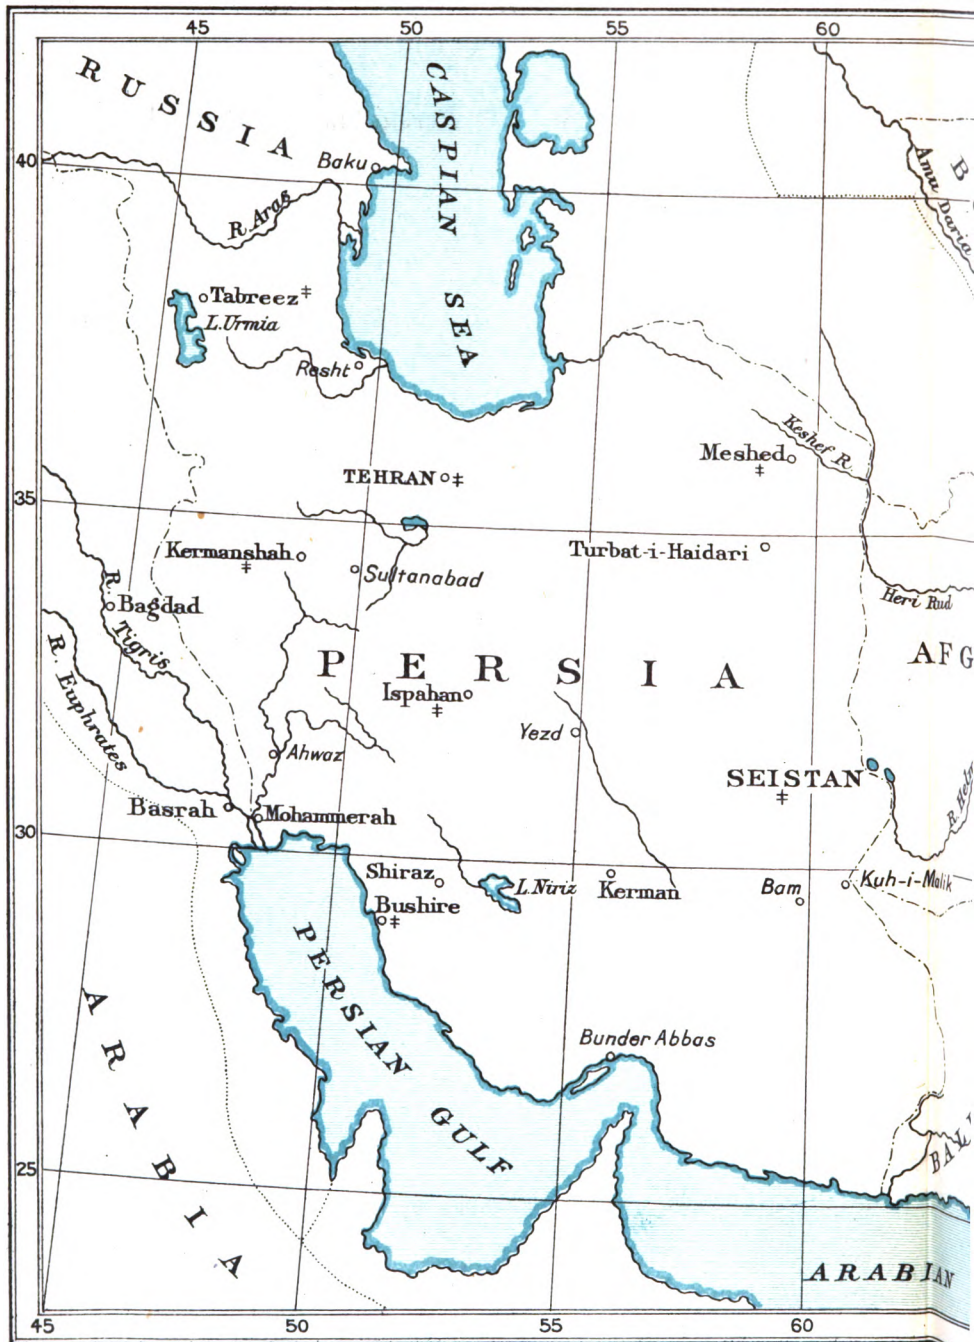 45 50 55 60
RUSSIA
CASPIAN SEA
40
Baku
R. Aras
Amu Daria
B
Tabreez ‡
L. Urmia
Resht
Keshef R.
Meshed
‡
TEHRAN ‡
35
Kermanshah
‡
Sultanabad
Turbat-i-Haidari
Heri Rud
R. Tigris
Bagdad
R. Euphrates
PERSIA
AFG
Ispahan
‡
Yezd
Ahwaz
SEISTAN
‡
R. Helm
Basrah
Mohammerah
30
Shiraz
L. Niriz
Kerman
Bam
Kuh-i-Malik
Bushire
‡
PERSIAN GULF
ARABIA
Bunder Abbas
BAL
25
ARABIAN
45 50 55 60